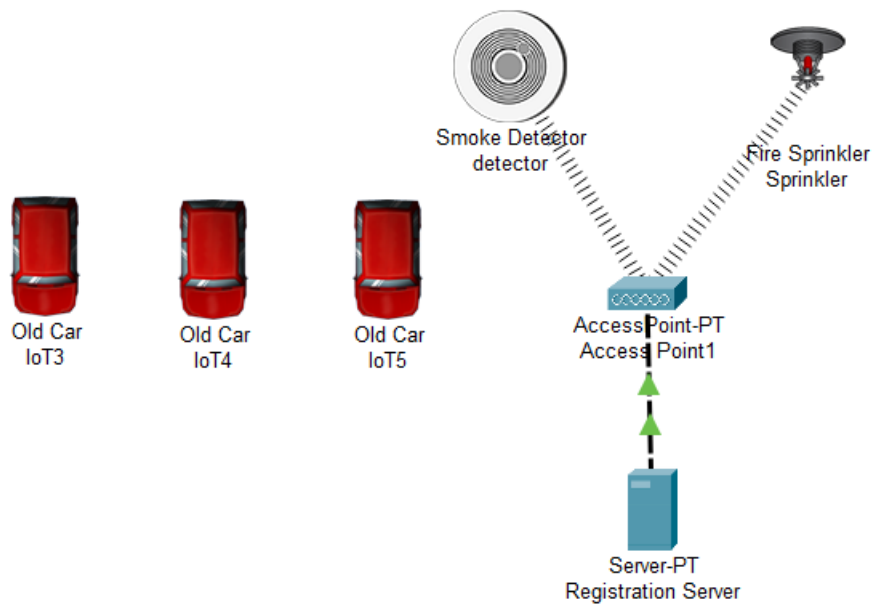 Smoke Detector
detector
Fire Sprinkler
Sprinkler
Old Car
IoT3
Old Car
IoT4
Old Car
IoT5
AccessPoint-PT
Access Point1
Server-PT
Registration Server